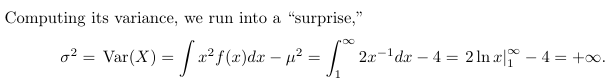 Computing its variance, we run into a “surprise,”
σ² = Var(X) = ∫ x² f(x)dx − μ² = ∫₁^∞ 2x⁻¹dx − 4 = 2 ln x|₁^∞ − 4 = +∞.